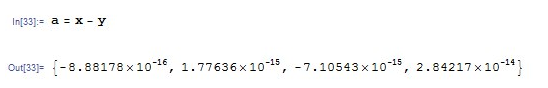 In[33]:= a = x - y
Out[33]= {-8.88178×10^-16, 1.77636×10^-15, -7.10543×10^-15, 2.84217×10^-14}